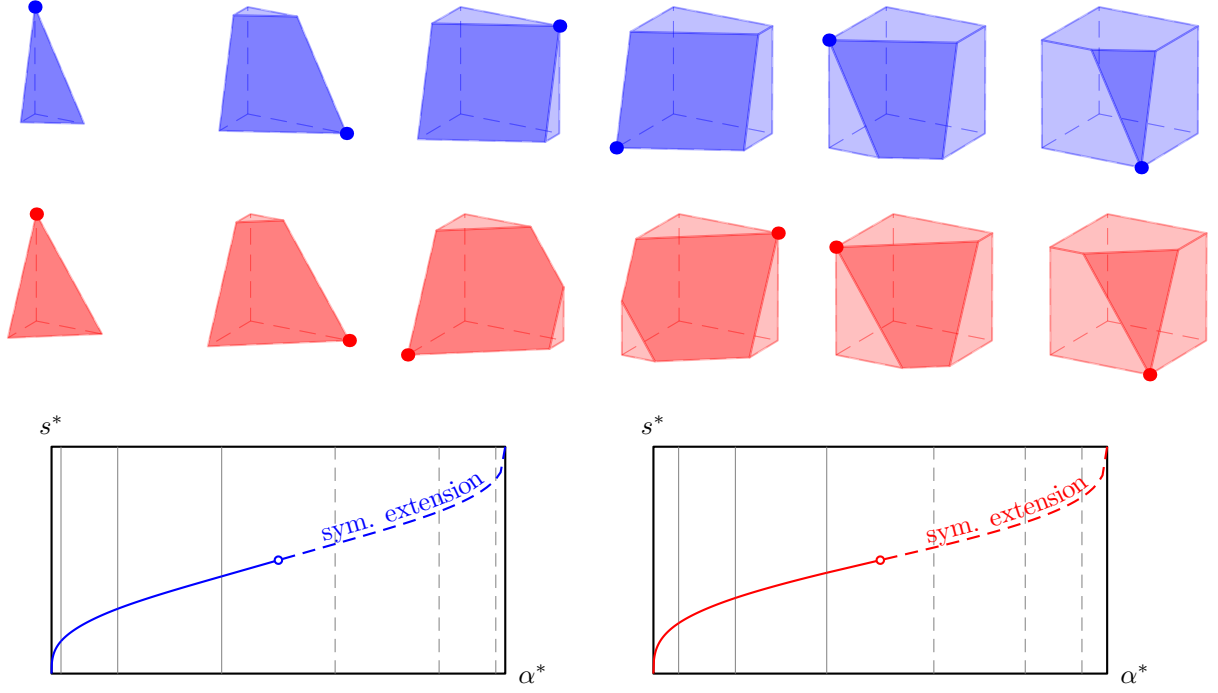 s*
s*
sym. extension
sym. extension
α*
α*